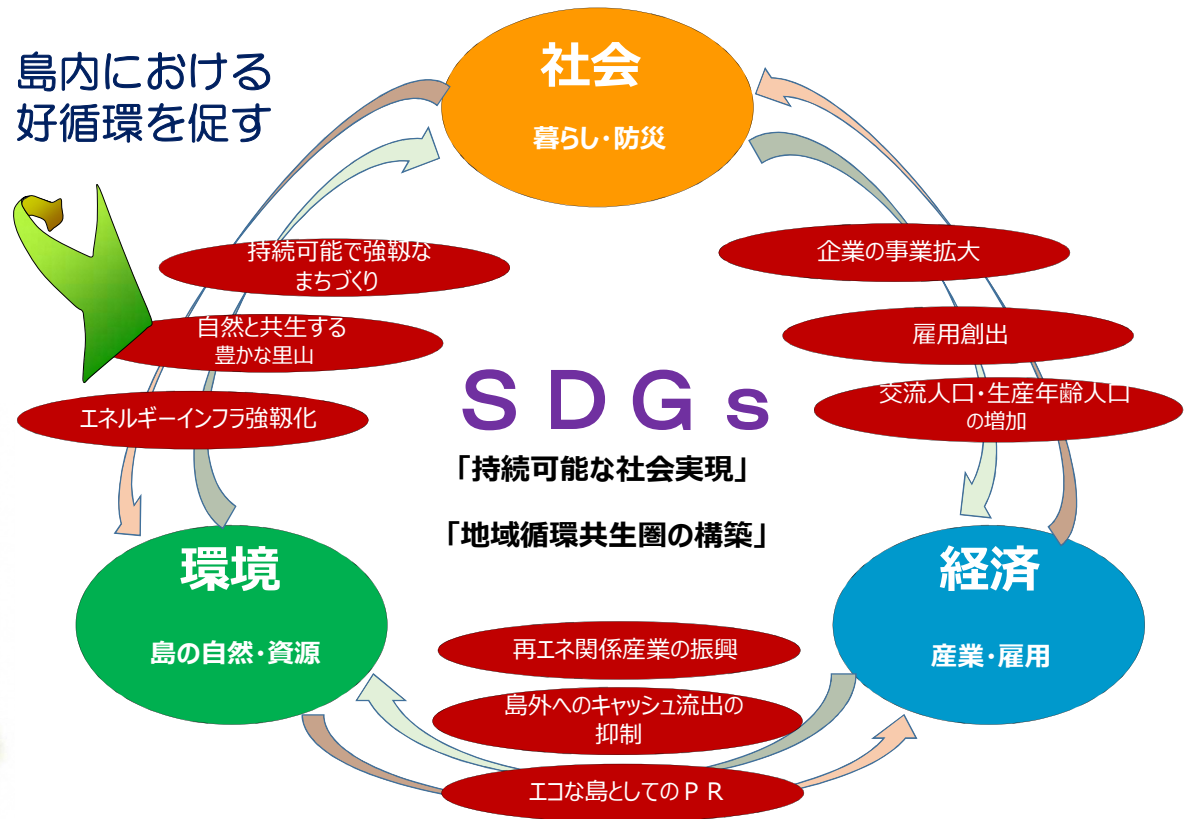 島内における
好循環を促す
社会
暮らし・防災
持続可能で強靱な
まちづくり
自然と共生する
豊かな里山
エネルギーインフラ強靱化
企業の事業拡大
雇用創出
交流人口・生産年齢人口
の増加
ＳＤＧｓ
「持続可能な社会実現」
「地域循環共生圏の構築」
環境
島の自然・資源
経済
産業・雇用
再エネ関係産業の振興
島外へのキャッシュ流出の
抑制
エコな島としてのＰＲ